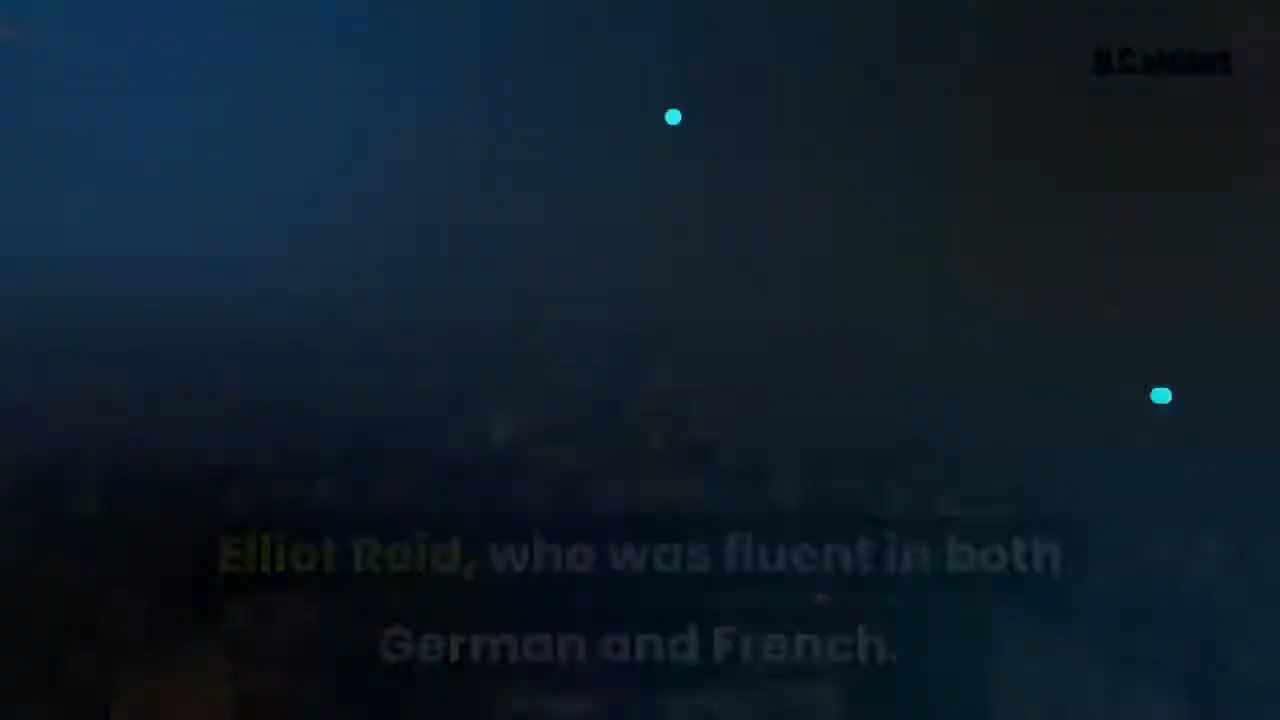 Elliot Reid, who was fluent in both
German and French.